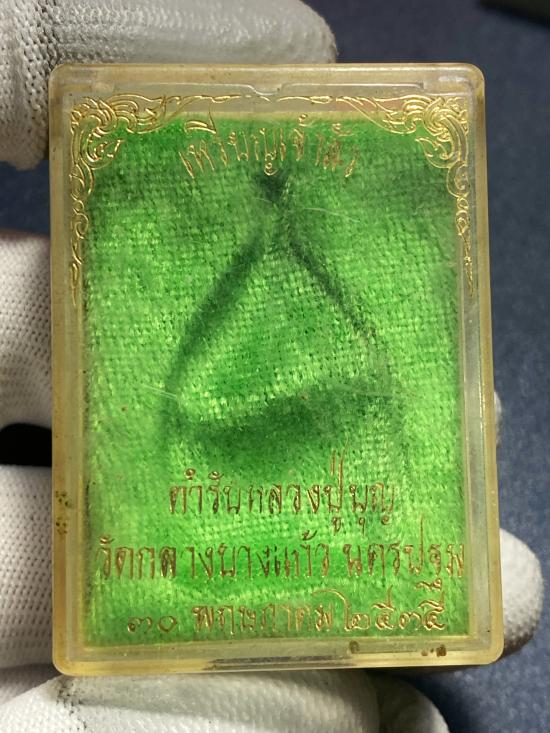 เหรียญเจ้าสัว
ตำรับหลวงปู่บุญ
วัดกลางบางแก้ว นครปฐม
๓๐ พฤษภาคม ๒๕๓๕